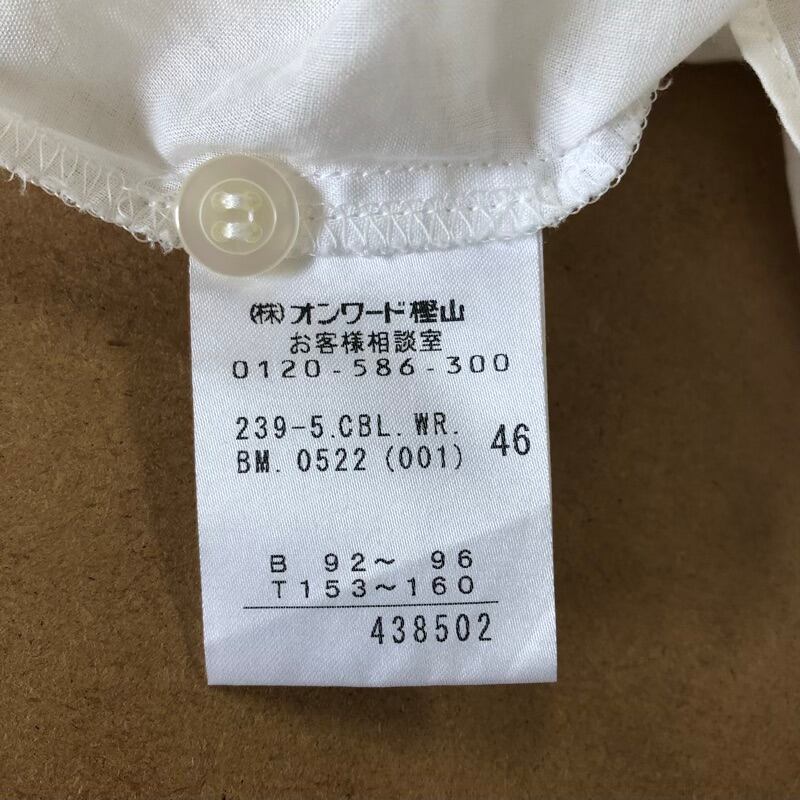 (株)オンワード樫山
お客様相談室
0120-586-300
239-5.CBL.WR.
BM.0522(001) 46
B 92~ 96
T153~160
438502